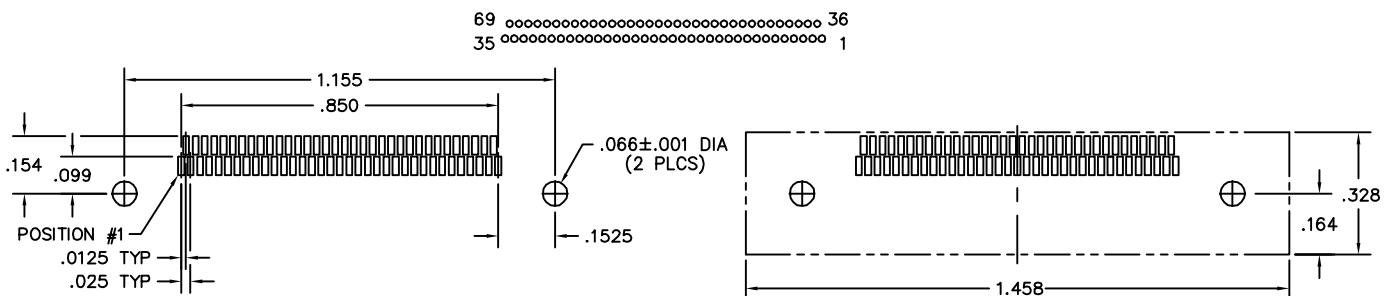 69 36
35 1
1.155
.850
.154
.099
.066±.001 DIA
(2 PLCS)
POSITION #1
.0125 TYP
.025 TYP
.1525
.328
.164
1.458